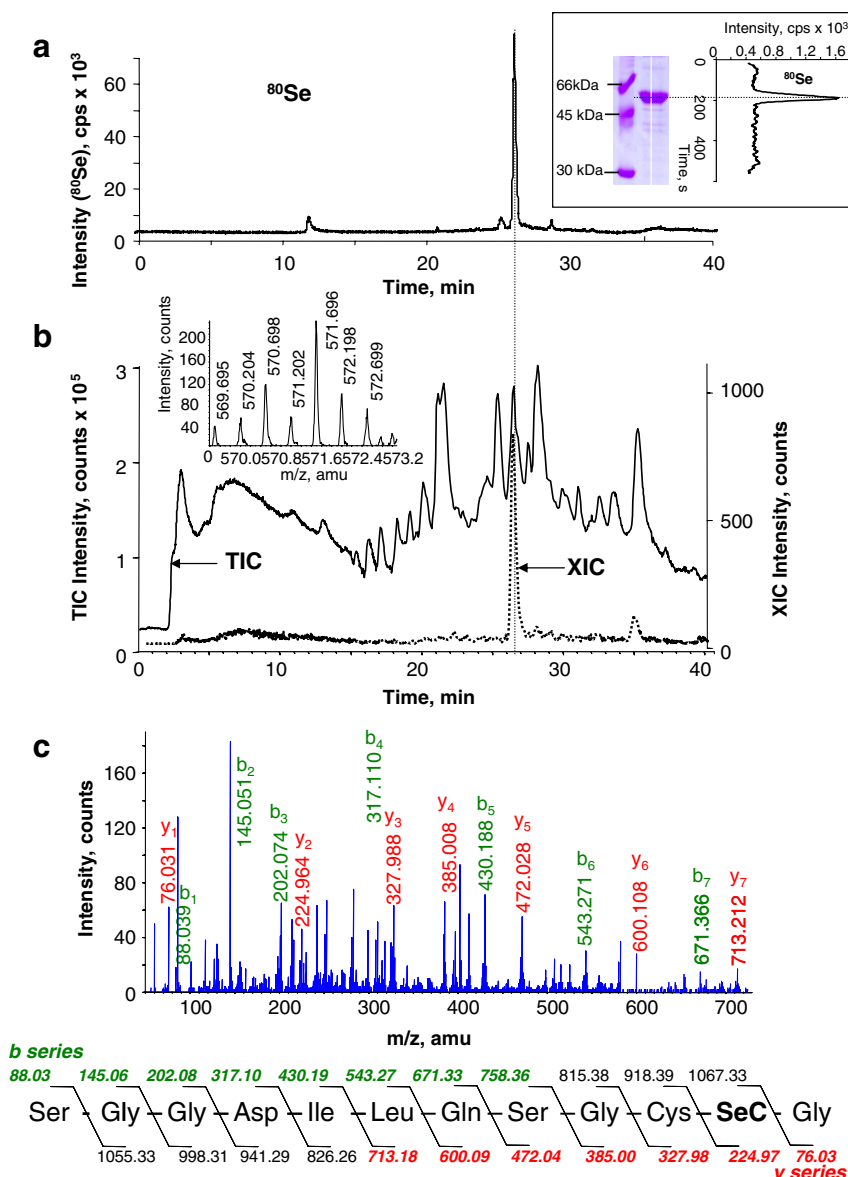 a
Intensity (⁸⁰Se), cps x 10³
60
40
20
0
⁸⁰Se
0
10
20
30
40
Time, min
66kDa
45 kDa
30 kDa
Intensity, cps x 10³
0 0.4 0.8 1.2 1.6
⁸⁰Se
0
200
400
Time, s
b
TIC Intensity, counts x 10⁵
3
2
1
0
Intensity, counts
200
160
120
80
40
0
569.695
570.204
570.698
571.202
571.696
572.198
572.699
570.0570.8571.6572.4573.2
m/z, amu
TIC
XIC
1000
500
0
XIC Intensity, counts
0
10
20
30
40
Time, min
c
Intensity, counts
160
120
80
40
0
y₁
76.031
b₁
88.039
b₂
145.051
b₃
202.074
y₂
224.964
b₄
317.110
y₃
327.988
y₄
385.008
b₅
430.188
y₅
472.028
b₆
543.271
y₆
600.108
b₇
671.366
y₇
713.212
100 200 300 400 500 600 700
m/z, amu
b series
88.03 145.06 202.08 317.10 430.19 543.27 671.33 758.36 815.38 918.39 1067.33
Ser - Gly - Gly - Asp - Ile - Leu - Gln - Ser - Gly - Cys - SeC - Gly
1055.33 998.31 941.29 826.26 713.18 600.09 472.04 385.00 327.98 224.97 76.03
y series